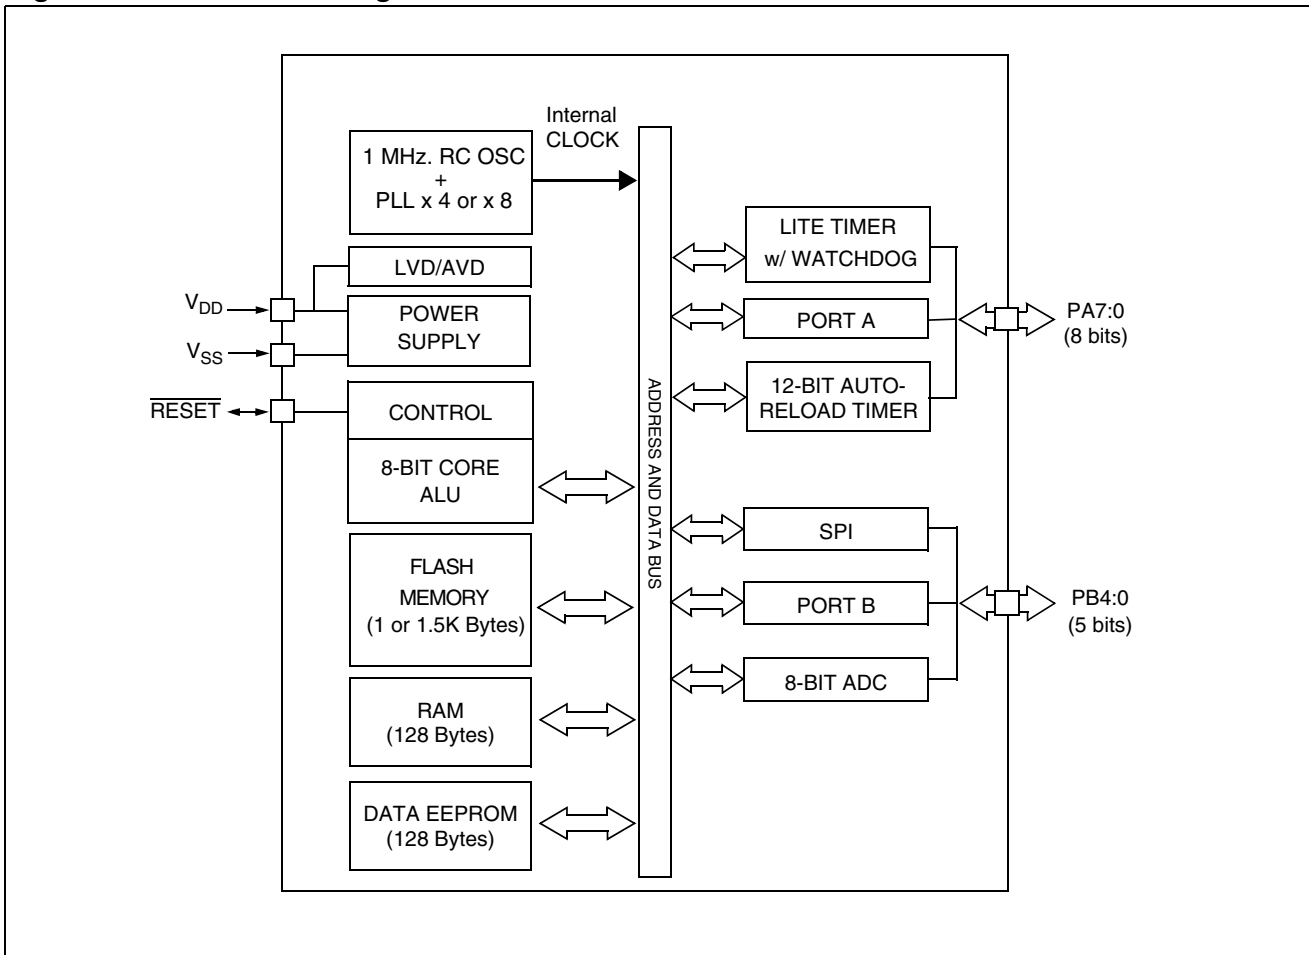 Internal
CLOCK
1 MHz. RC OSC
+
PLL x 4 or x 8
LVD/AVD
POWER
SUPPLY
VDD
VSS
RESET
CONTROL
8-BIT CORE
ALU
FLASH
MEMORY
(1 or 1.5K Bytes)
RAM
(128 Bytes)
DATA EEPROM
(128 Bytes)
ADDRESS AND DATA BUS
LITE TIMER
w/ WATCHDOG
PORT A
12-BIT AUTO-
RELOAD TIMER
PA7:0
(8 bits)
SPI
PORT B
8-BIT ADC
PB4:0
(5 bits)